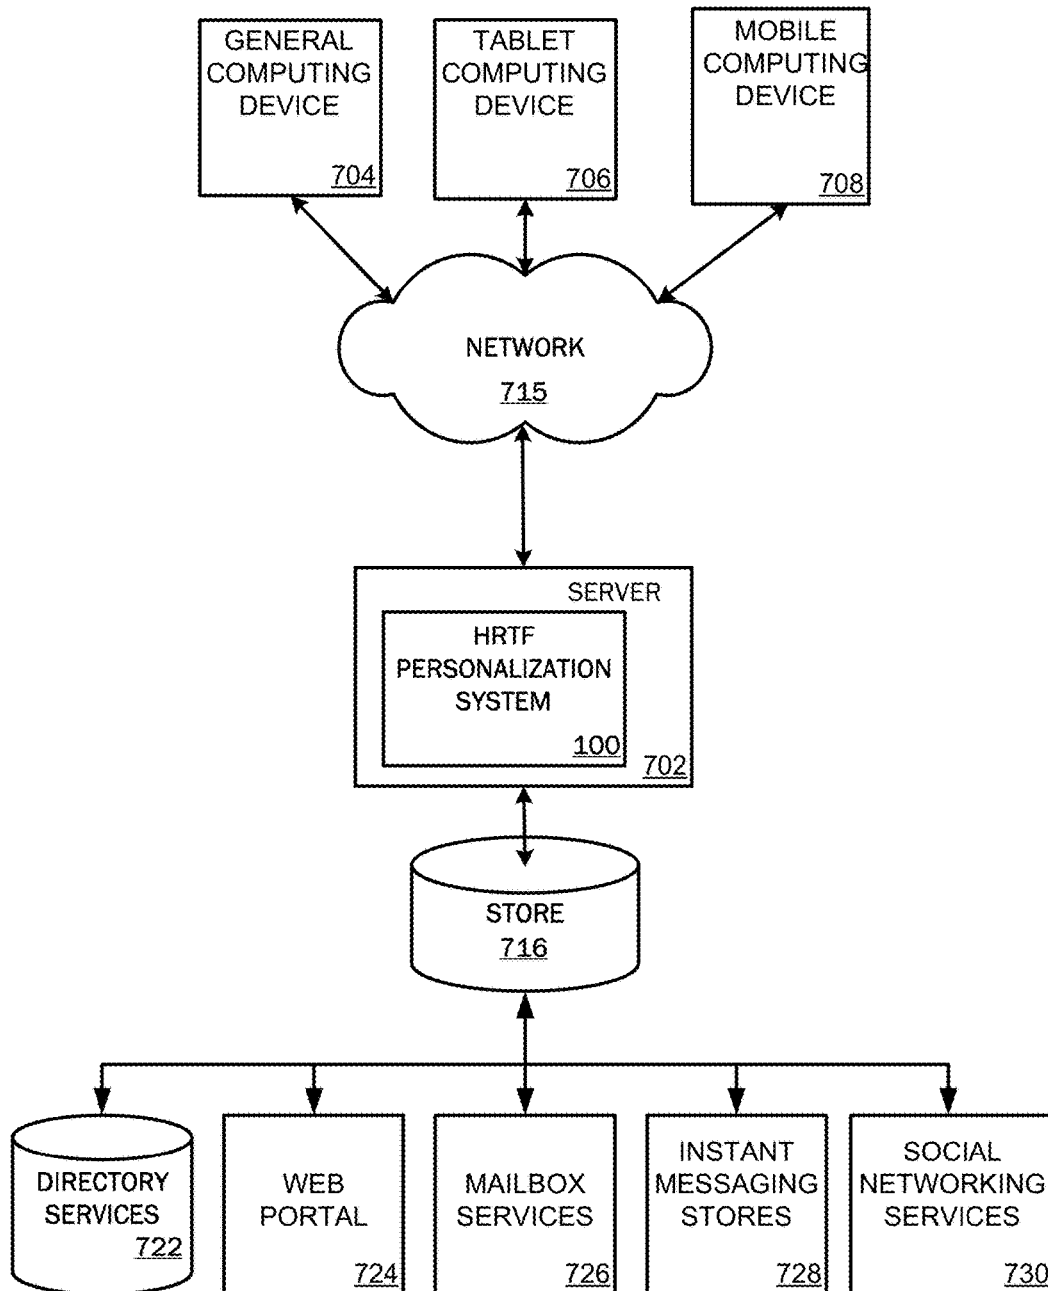 GENERAL
COMPUTING
DEVICE
704
TABLET
COMPUTING
DEVICE
706
MOBILE
COMPUTING
DEVICE
708
NETWORK
715
SERVER
HRTF
PERSONALIZATION
SYSTEM
100
702
STORE
716
DIRECTORY
SERVICES
722
WEB
PORTAL
724
MAILBOX
SERVICES
726
INSTANT
MESSAGING
STORES
728
SOCIAL
NETWORKING
SERVICES
730